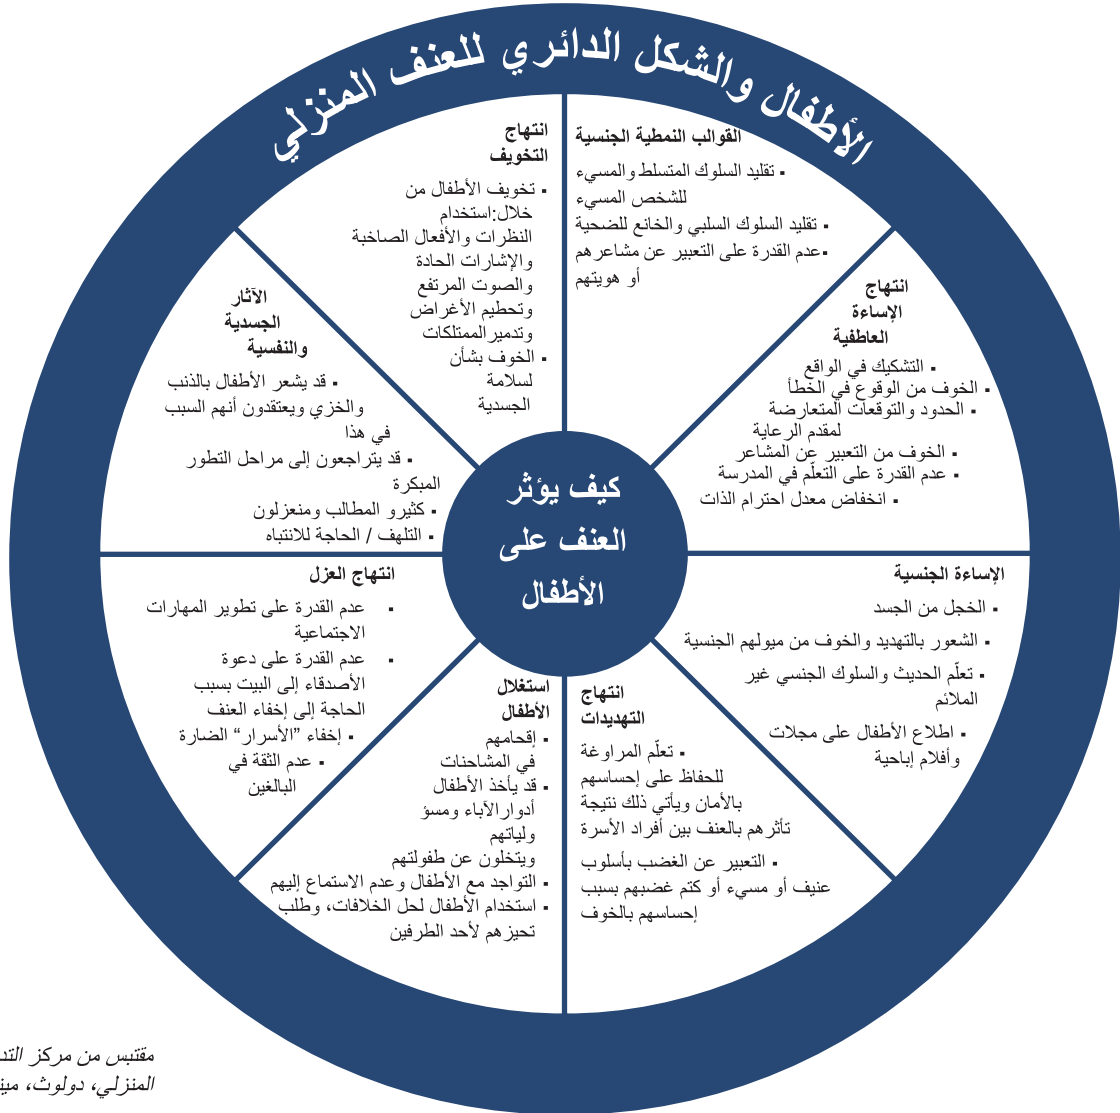 الأطفال والشكل الدائري للعنف المنزلي
القوالب النمطية الجنسية
▪ تقليد السلوك المتسلط والمسيء
للشخص المسيء
▪ تقليد السلوك السلبي والخانع للضحية
▪عدم القدرة على التعبير عن مشاعرهم
أو هويتهم
انتهاج
الإساءة
العاطفية
▪ التشكيك في الواقع
▪ الخوف من الوقوع في الخطأ
▪ الحدود والتوقعات المتعارضة
لمقدم الرعاية
▪ الخوف من التعبير عن المشاعر
▪ عدم القدرة على التعلّم في المدرسة
▪ انخفاض معدل احترام الذات
الإساءة الجنسية
▪ الخجل من الجسد
▪ الشعور بالتهديد والخوف من ميولهم الجنسية
▪ تعلّم الحديث والسلوك الجنسي غير
الملائم
▪ اطلاع الأطفال على مجلات
وأفلام إباحية
انتهاج
التهديدات
▪ تعلّم المراوغة
للحفاظ على إحساسهم
بالأمان ويأتي ذلك نتيجة
تأثرهم بالعنف بين أفراد الأسرة
▪ التعبير عن الغضب بأسلوب
عنيف أو مسيء أو كتم غضبهم بسبب
إحساسهم بالخوف
استغلال
الأطفال
▪ إقحامهم
في المشاحنات
▪ قد يأخذ الأطفال
أدوارالآباء ومسؤ
ولياتهم
ويتخلون عن طفولتهم
▪ التواجد مع الأطفال وعدم الاستماع إليهم
▪ استخدام الأطفال لحل الخلافات، وطلب
تحيزهم لأحد الطرفين
انتهاج العزل
▪ عدم القدرة على تطوير المهارات
الاجتماعية
▪ عدم القدرة على دعوة
الأصدقاء إلى البيت بسبب
الحاجة إلى إخفاء العنف
▪ إخفاء "الأسرار" الضارة
▪ عدم الثقة في
البالغين
الآثار
الجسدية
والنفسية
▪ قد يشعر الأطفال بالذنب
والخزي ويعتقدون أنهم السبب
في هذا
▪ قد يتراجعون إلى مراحل التطور
المبكرة
▪ كثيرو المطالب ومنعزلون
▪ التلهف / الحاجة للانتباه
انتهاج
التخويف
▪ تخويف الأطفال من
خلال:استخدام
النظرات والأفعال الصاخبة
والإشارات الحادة
والصوت المرتفع
وتحطيم الأغراض
وتدميرالممتلكات
▪ الخوف بشأن
لسلامة
الجسدية
كيف يؤثر
العنف على
الأطفال
مقتبس من مركز
المنزلي، دولوث،